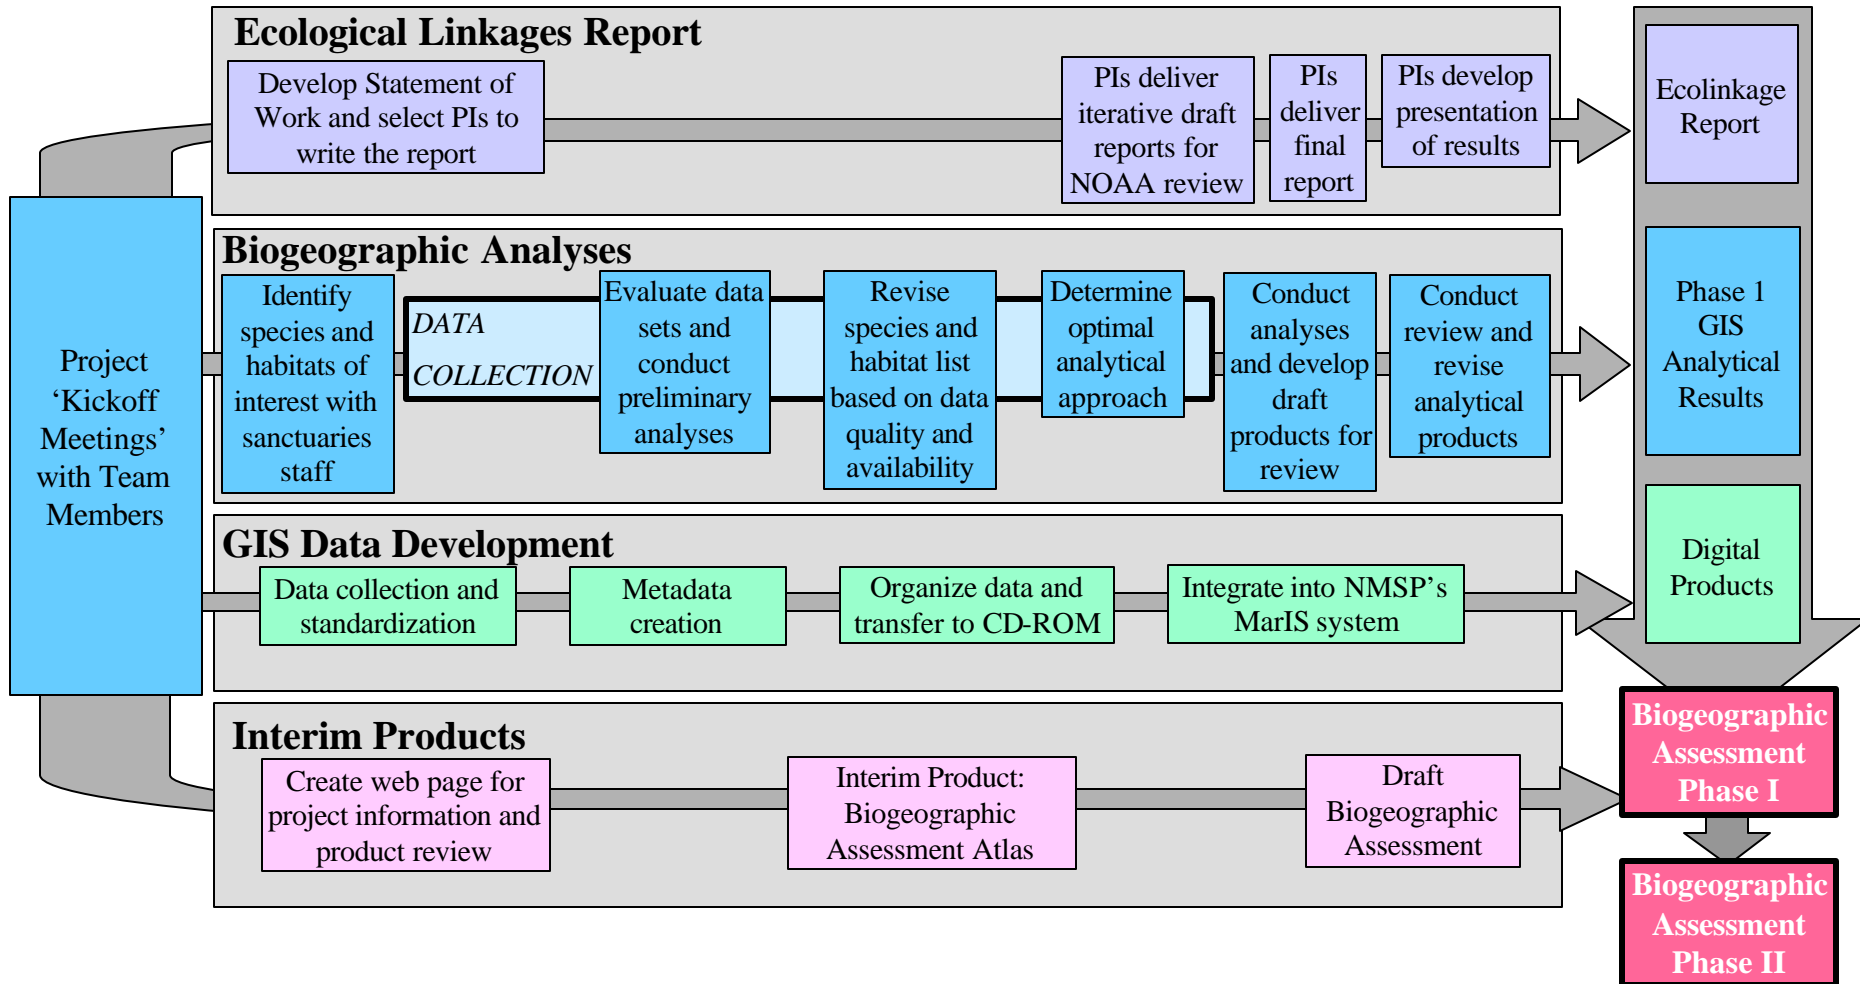 Project
‘Kickoff
Meetings’
with Team
Members
Ecological Linkages Report
Develop Statement of
Work and select PIs to
write the report
PIs deliver
iterative draft
reports for
NOAA review
PIs
deliver
final
report
PIs develop
presentation
of results
Ecolinkage
Report
Biogeographic Analyses
Identify
species and
habitats of
interest with
sanctuaries
staff
DATA
COLLECTION
Evaluate data
sets and
conduct
preliminary
analyses
Revise
species and
habitat list
based on data
quality and
availability
Determine
optimal
analytical
approach
Conduct
analyses
and develop
draft
products for
review
Conduct
review and
revise
analytical
products
Phase 1
GIS
Analytical
Results
GIS Data Development
Data collection and
standardization
Metadata
creation
Organize data and
transfer to CD-ROM
Integrate into NMSP’s
MarIS system
Digital
Products
Interim Products
Create web page for
project information and
product review
Interim Product:
Biogeographic
Assessment Atlas
Draft
Biogeographic
Assessment
Biogeographic
Assessment
Phase I
Biogeographic
Assessment
Phase II